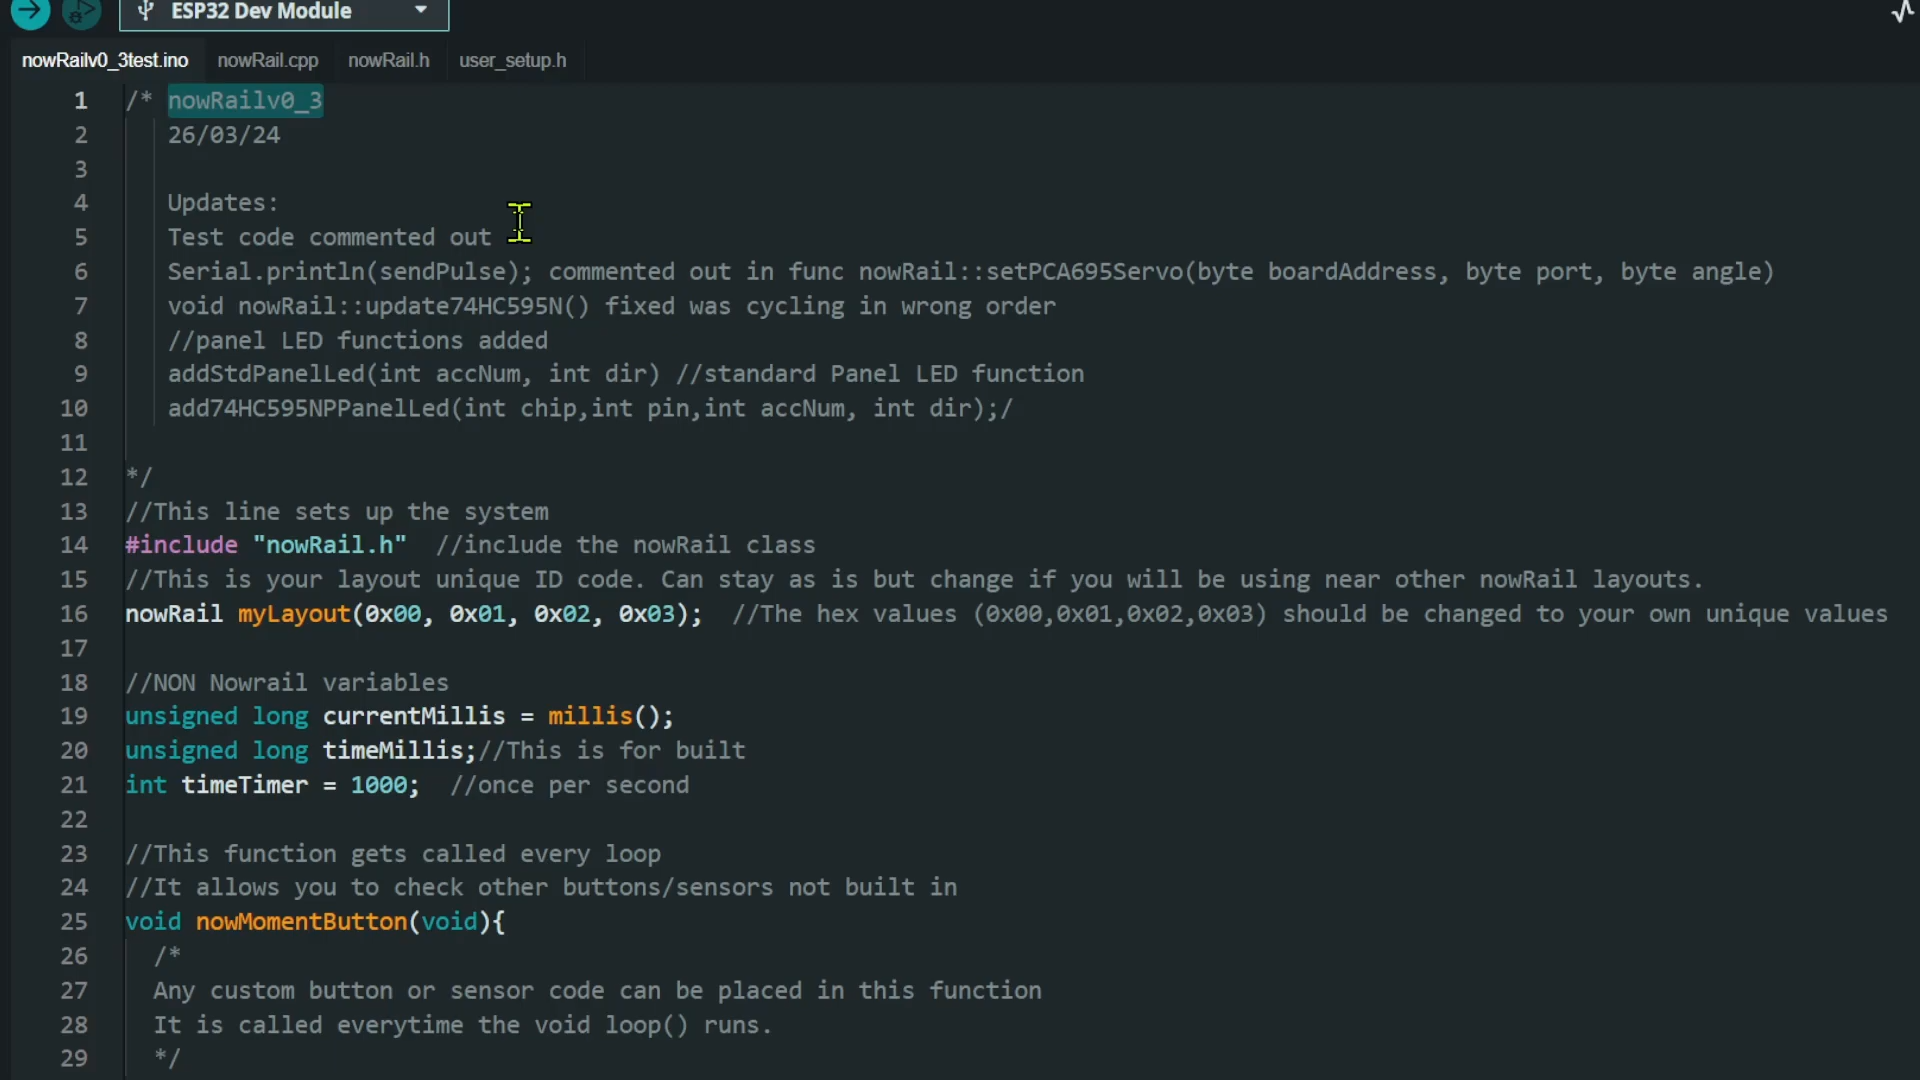 ESP32 Dev Module
nowRailv0_3test.ino nowRail.cpp nowRail.h user_setup.h
1 /* nowRailv0_3
2 26/03/24
3
4 Updates:
5 Test code commented out
6 Serial.println(sendPulse); commented out in func nowRail::setPCA695Servo(byte boardAddress, byte port, byte angle)
7 void nowRail::update74HC595N() fixed was cycling in wrong order
8 //panel LED functions added
9 addStdPanelLed(int accNum, int dir) //standard Panel LED function
10 add74HC595NPPanelLed(int chip,int pin,int accNum, int dir);/
11
12 */
13 //This line sets up the system
14 #include "nowRail.h"  //include the nowRail class
15 //This is your layout unique ID code. Can stay as is but change if you will be using near other nowRail layouts.
16 nowRail myLayout(0x00, 0x01, 0x02, 0x03);  //The hex values (0x00,0x01,0x02,0x03) should be changed to your own unique values
17
18 //NON Nowrail variables
19 unsigned long currentMillis = millis();
20 unsigned long timeMillis;//This is for built
21 int timeTimer = 1000;  //once per second
22
23 //This function gets called every loop
24 //It allows you to check other buttons/sensors not built in
25 void nowMomentButton(void){
26 /*
27 Any custom button or sensor code can be placed in this function
28 It is called everytime the void loop() runs.
29 */